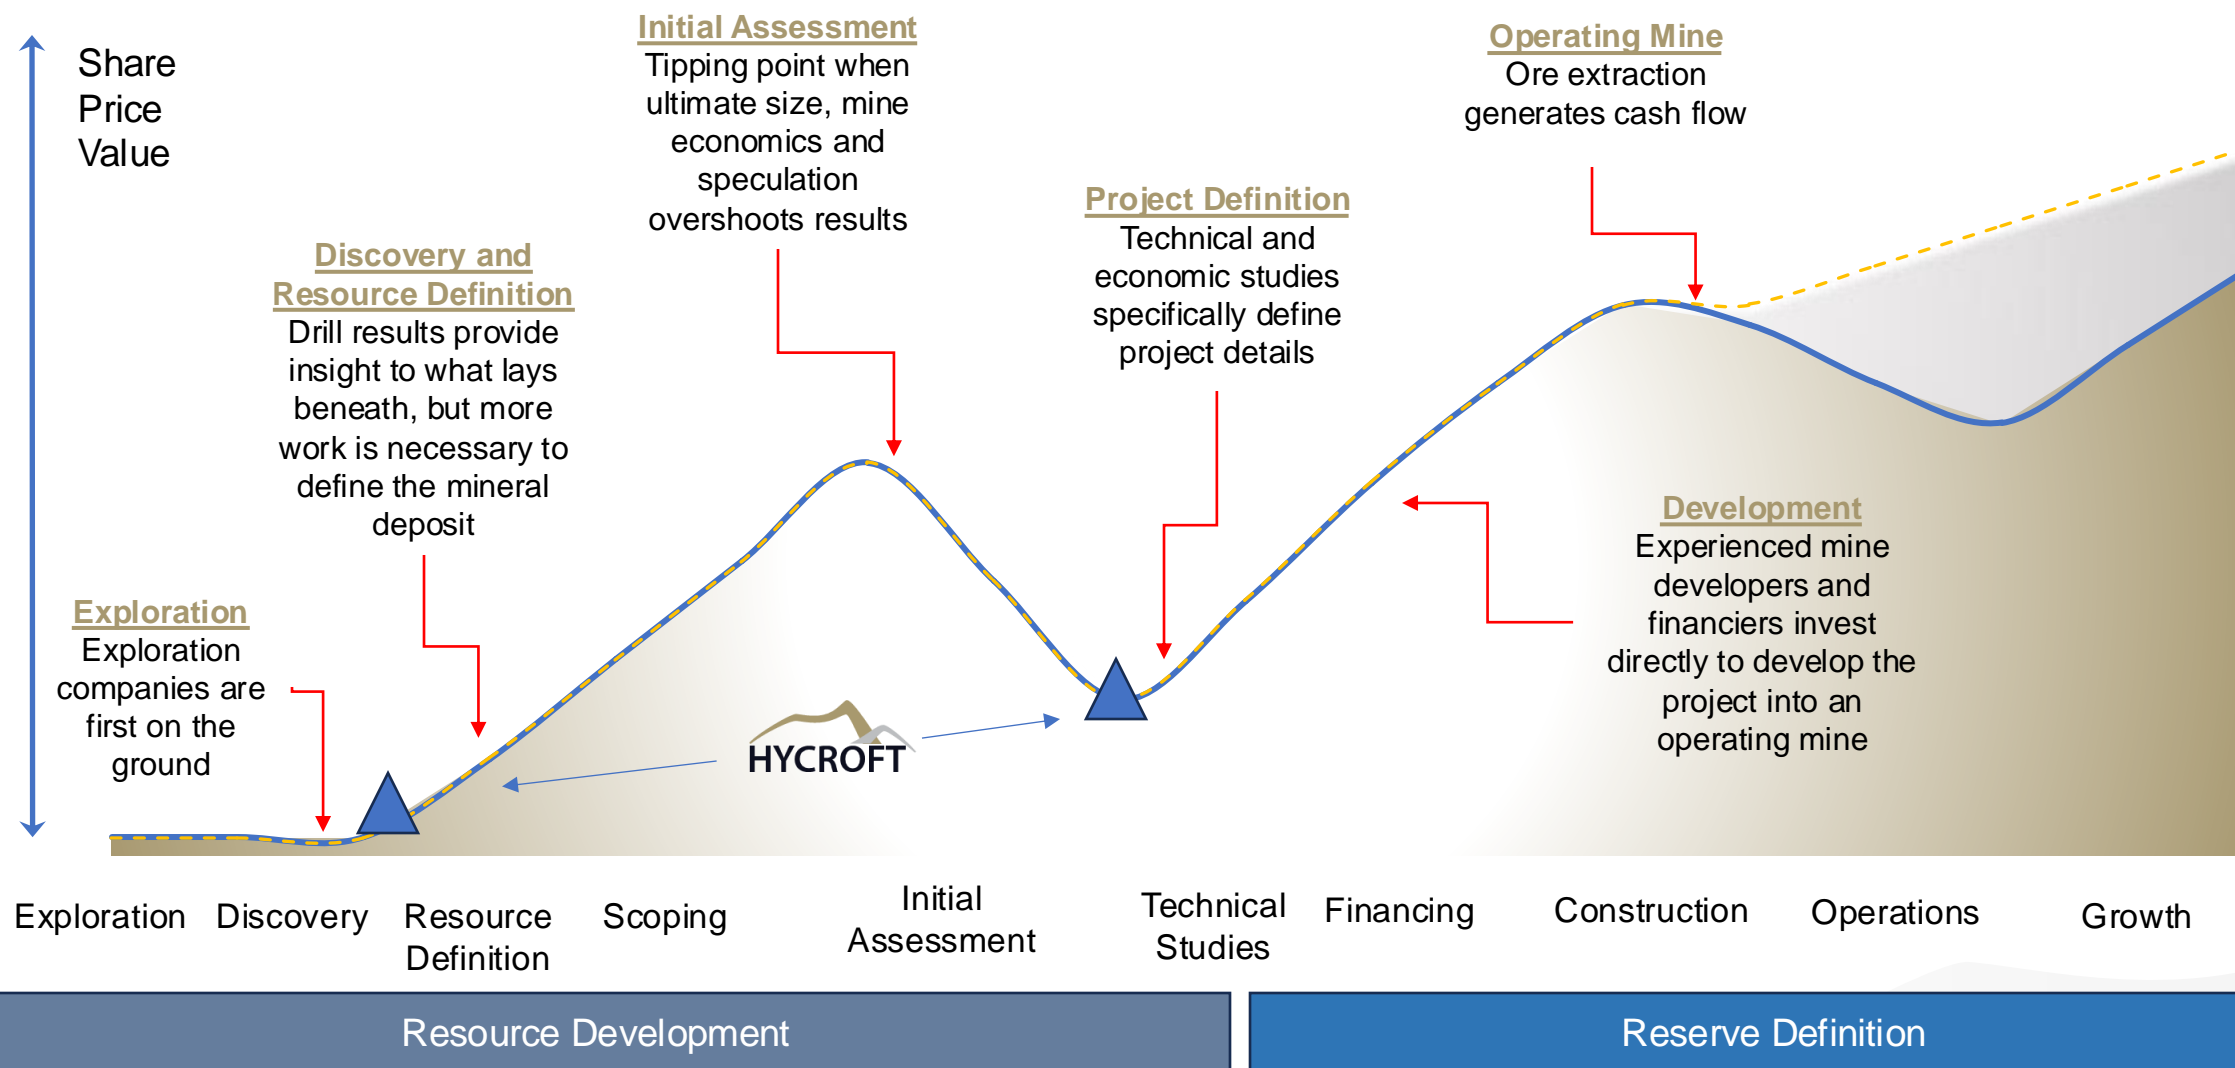 Share
Price
Value
Initial Assessment
Tipping point when
ultimate size, mine
economics and
speculation
overshoots results
Operating Mine
Ore extraction
generates cash flow
Project Definition
Technical and
economic studies
specifically define
project details
Discovery and
Resource Definition
Drill results provide
insight to what lays
beneath, but more
work is necessary to
define the mineral
deposit
Development
Experienced mine
developers and
financiers invest
directly to develop the
project into an
operating mine
Exploration
Exploration
companies are
first on the
ground
HYCROFT
Exploration
Discovery
Resource
Definition
Scoping
Initial
Assessment
Technical
Studies
Financing
Construction
Operations
Growth
Resource Development
Reserve Definition